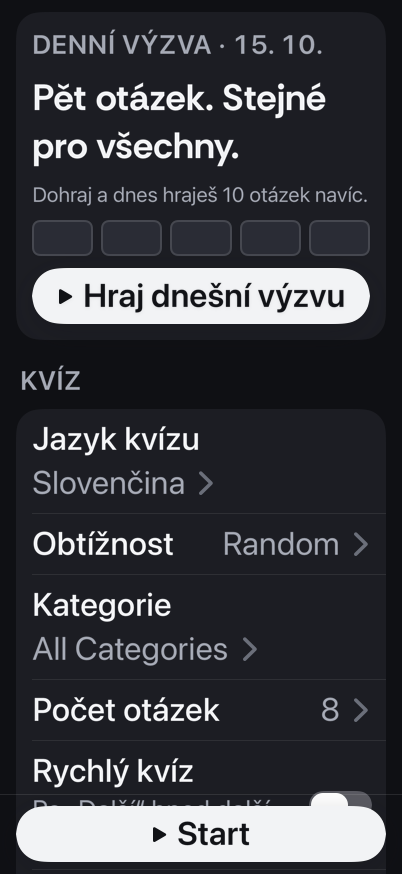 DENNÍ VÝZVA · 15. 10.
Pět otázek. Stejné
pro všechny.
Dohraj a dnes hraješ 10 otázek navíc.
Hraj dnešní výzvu
KVÍZ
Jazyk kvízu
Slovenčina
Obtížnost Random
Kategorie
All Categories
Počet otázek 8
Rychlý kvíz
Start